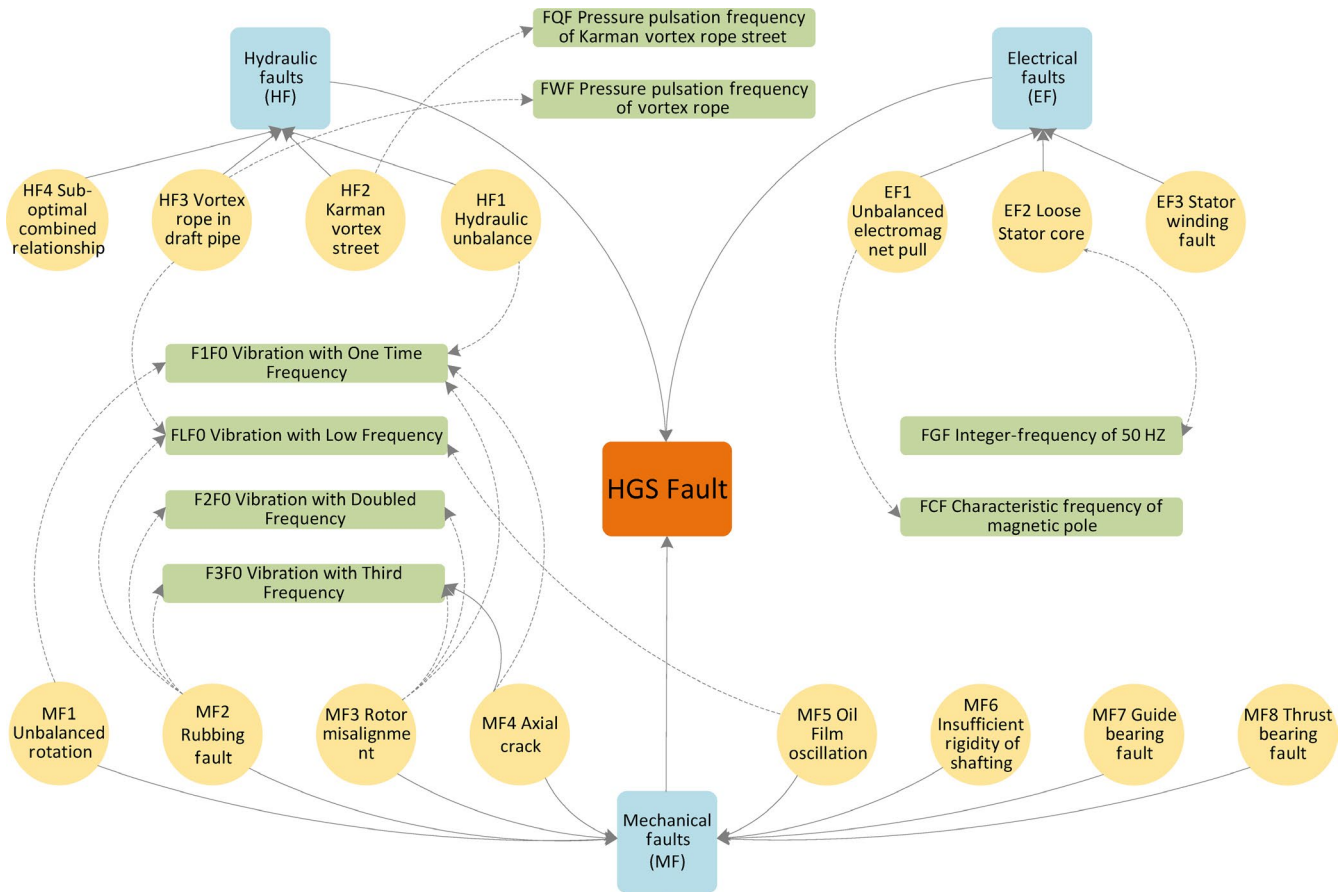 FQF Pressure pulsation frequency
of Karman vortex rope street
Hydraulic
faults
(HF)
Electrical
faults
(EF)
FWF Pressure pulsation frequency
of vortex rope
HF4 Sub-
optimal
combined
relationship
HF3 Vortex
rope in
draft pipe
HF2
Karman
vortex
street
HF1
Hydraulic
unbalance
EF1
Unbalanced
electromag
net pull
EF2 Loose
Stator core
EF3 Stator
winding
fault
F1F0 Vibration with One Time
Frequency
FLF0 Vibration with Low Frequency
F2F0 Vibration with Doubled
Frequency
F3F0 Vibration with Third
Frequency
HGS Fault
FGF Integer-frequency of 50 HZ
FCF Characteristic frequency of
magnetic pole
MF1
Unbalanced
rotation
MF2
Rubbing
fault
MF3 Rotor
misalignme
nt
MF4 Axial
crack
MF5 Oil
Film
oscillation
MF6
Insufficient
rigidity of
shafting
MF7 Guide
bearing
fault
MF8 Thrust
bearing
fault
Mechanical
faults
(MF)